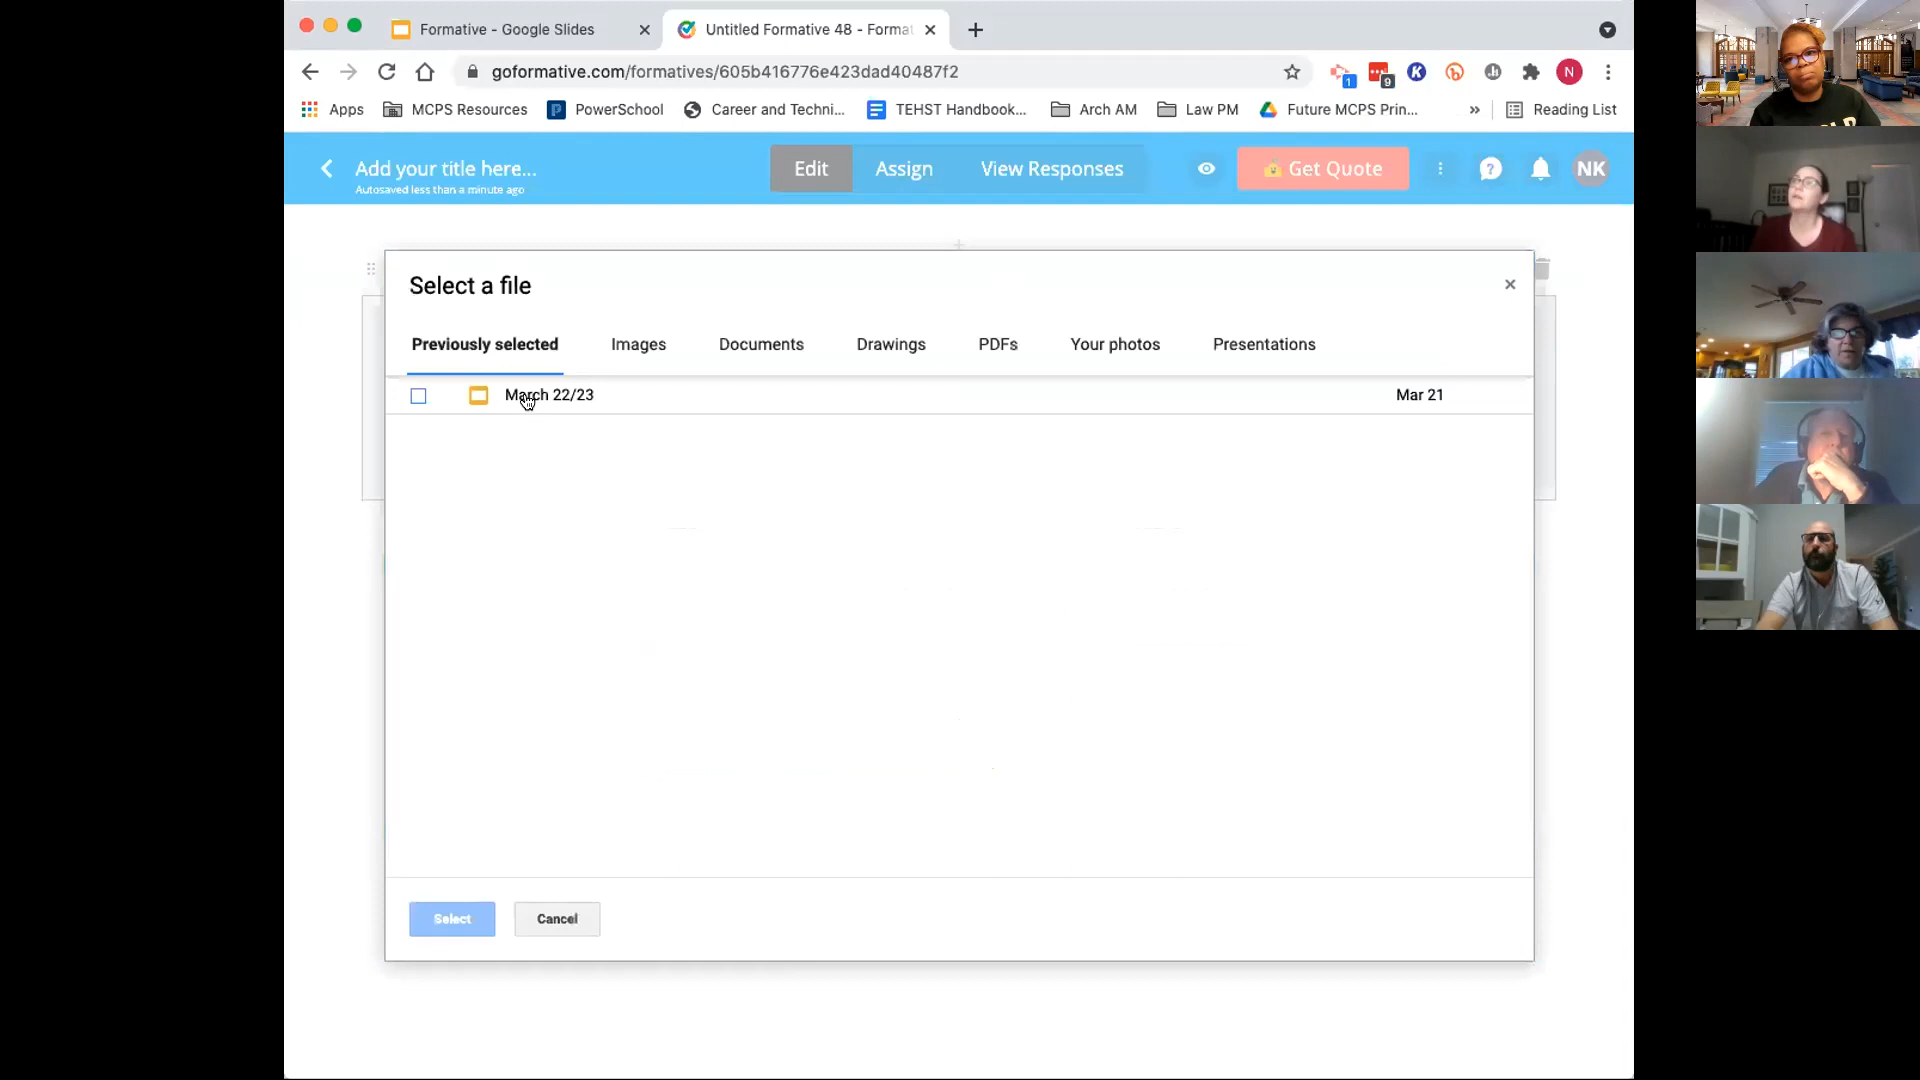 Formative - Google Slides
Untitled Formative 48 - Forma
goformative.com/formatives/605b416776e423dad40487f2
1
9
K
N
Apps
MCPS Resources
P
PowerSchool
Career and Techni...
TEHST Handbook...
Arch AM
Law PM
Future MCPS Prin...
»
Reading List
Add your title here...
Autosaved less than a minute ago
Edit
Assign
View Responses
Get Quote
?
NK
Select a file
Previously selected
Images
Documents
Drawings
PDFs
Your photos
Presentations
March 22/23
Mar 21
Select
Cancel